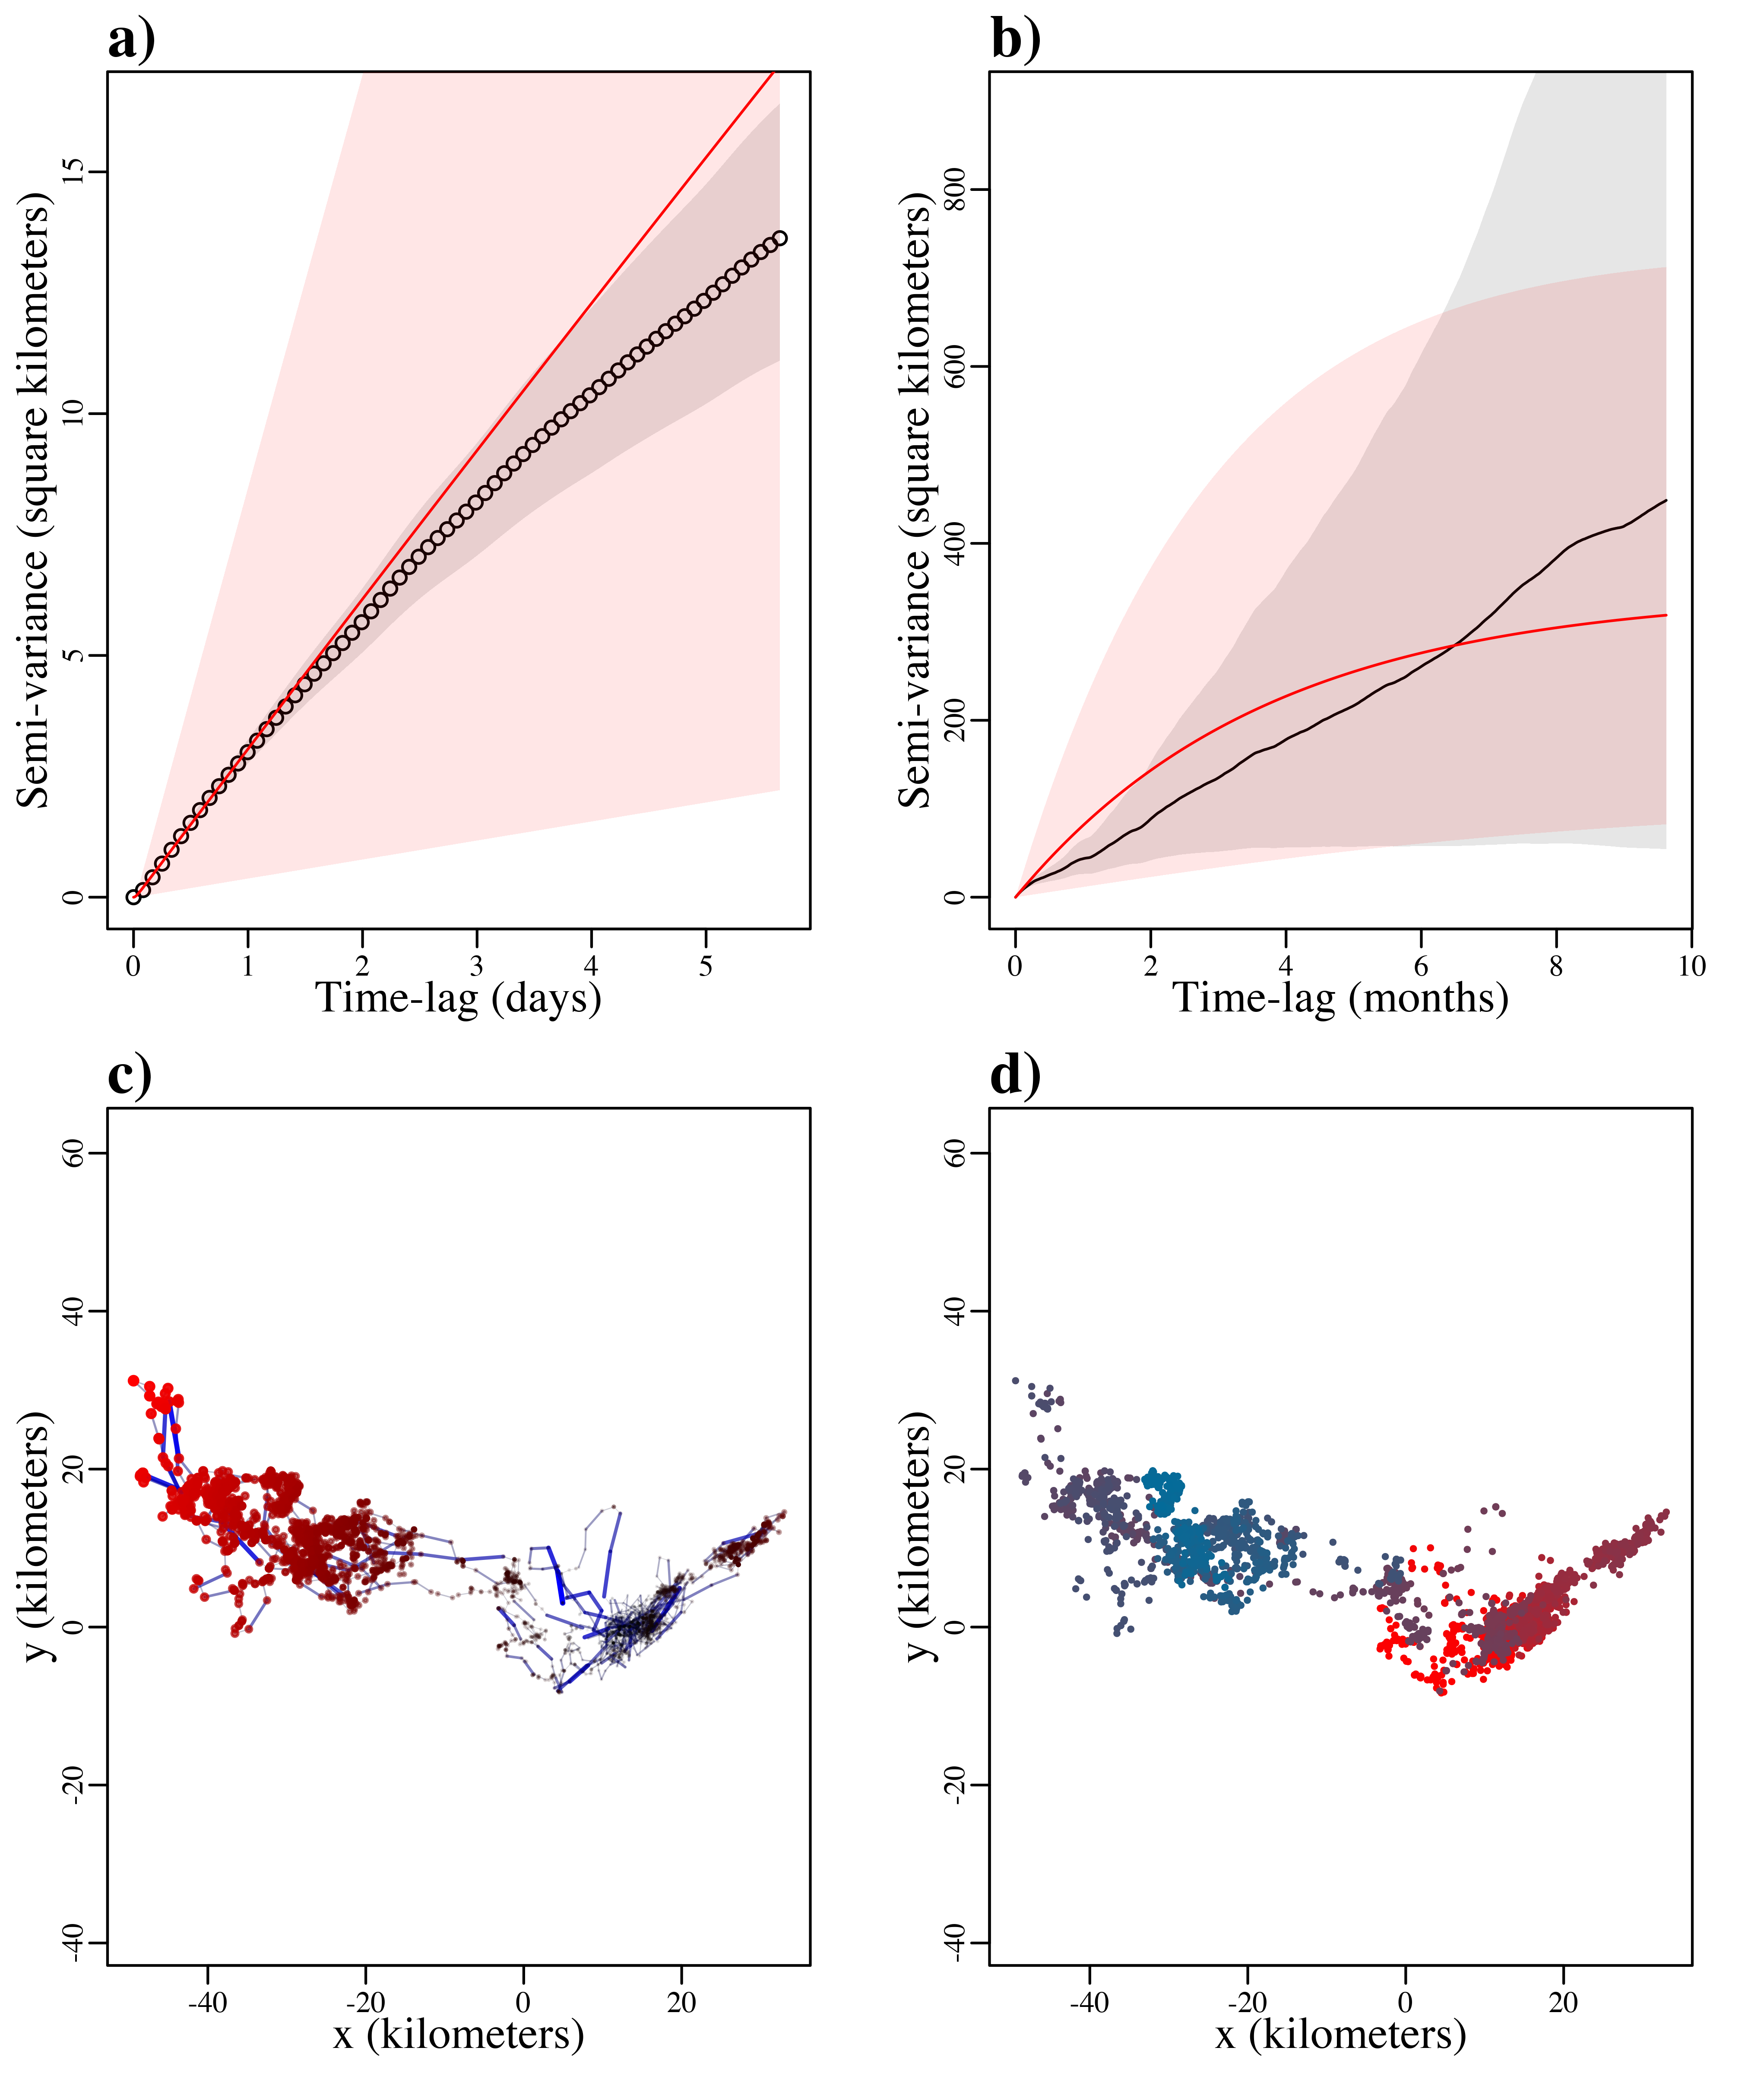 a)
Semi-variance (square kilometers)
0 5 10 15
0 1 2 3 4 5
Time-lag (days)
b)
Semi-variance (square kilometers)
0 200 400 600 800
0 2 4 6 8 10
Time-lag (months)
c)
y (kilometers)
-40 -20 0 20 40 60
-40 -20 0 20
x (kilometers)
d)
y (kilometers)
-40 -20 0 20 40 60
-40 -20 0 20
x (kilometers)